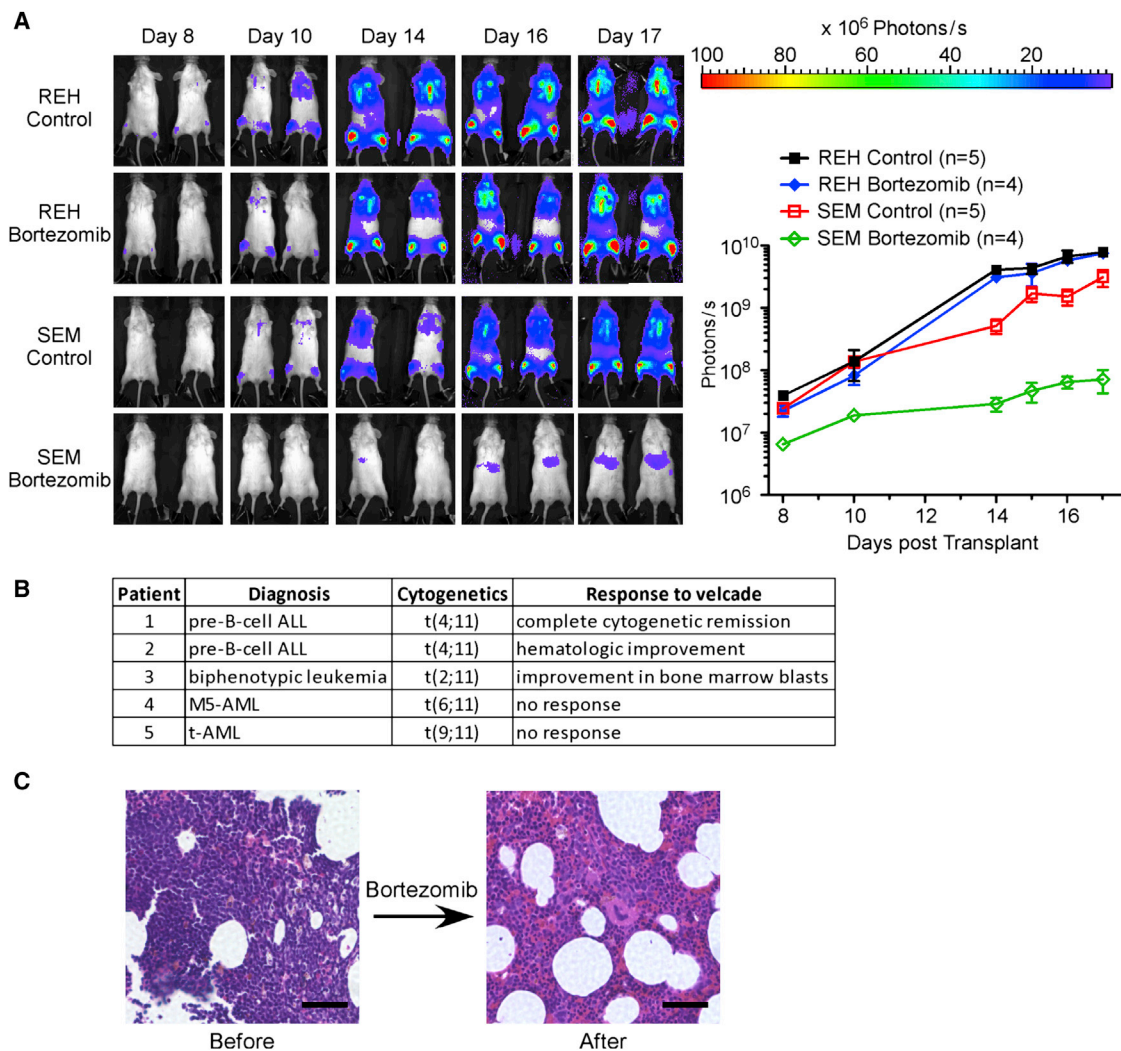 A
Day 8 Day 10 Day 14 Day 16 Day 17
REH
Control
REH
Bortezomib
SEM
Control
SEM
Bortezomib
x 10⁶ Photons/s
100 80 60 40 20
REH Control (n=5)
REH Bortezomib (n=4)
SEM Control (n=5)
SEM Bortezomib (n=4)
Photons/s
10¹⁰
10⁹
10⁸
10⁷
10⁶
8 10 14 16
Days post Transplant
B
Patient Diagnosis Cytogenetics Response to velcade
1 pre-B-cell ALL t(4;11) complete cytogenetic remission
2 pre-B-cell ALL t(4;11) hematologic improvement
3 biphenotypic leukemia t(2;11) improvement in bone marrow blasts
4 M5-AML t(6;11) no response
5 t-AML t(9;11) no response
C
Bortezomib
Before
After